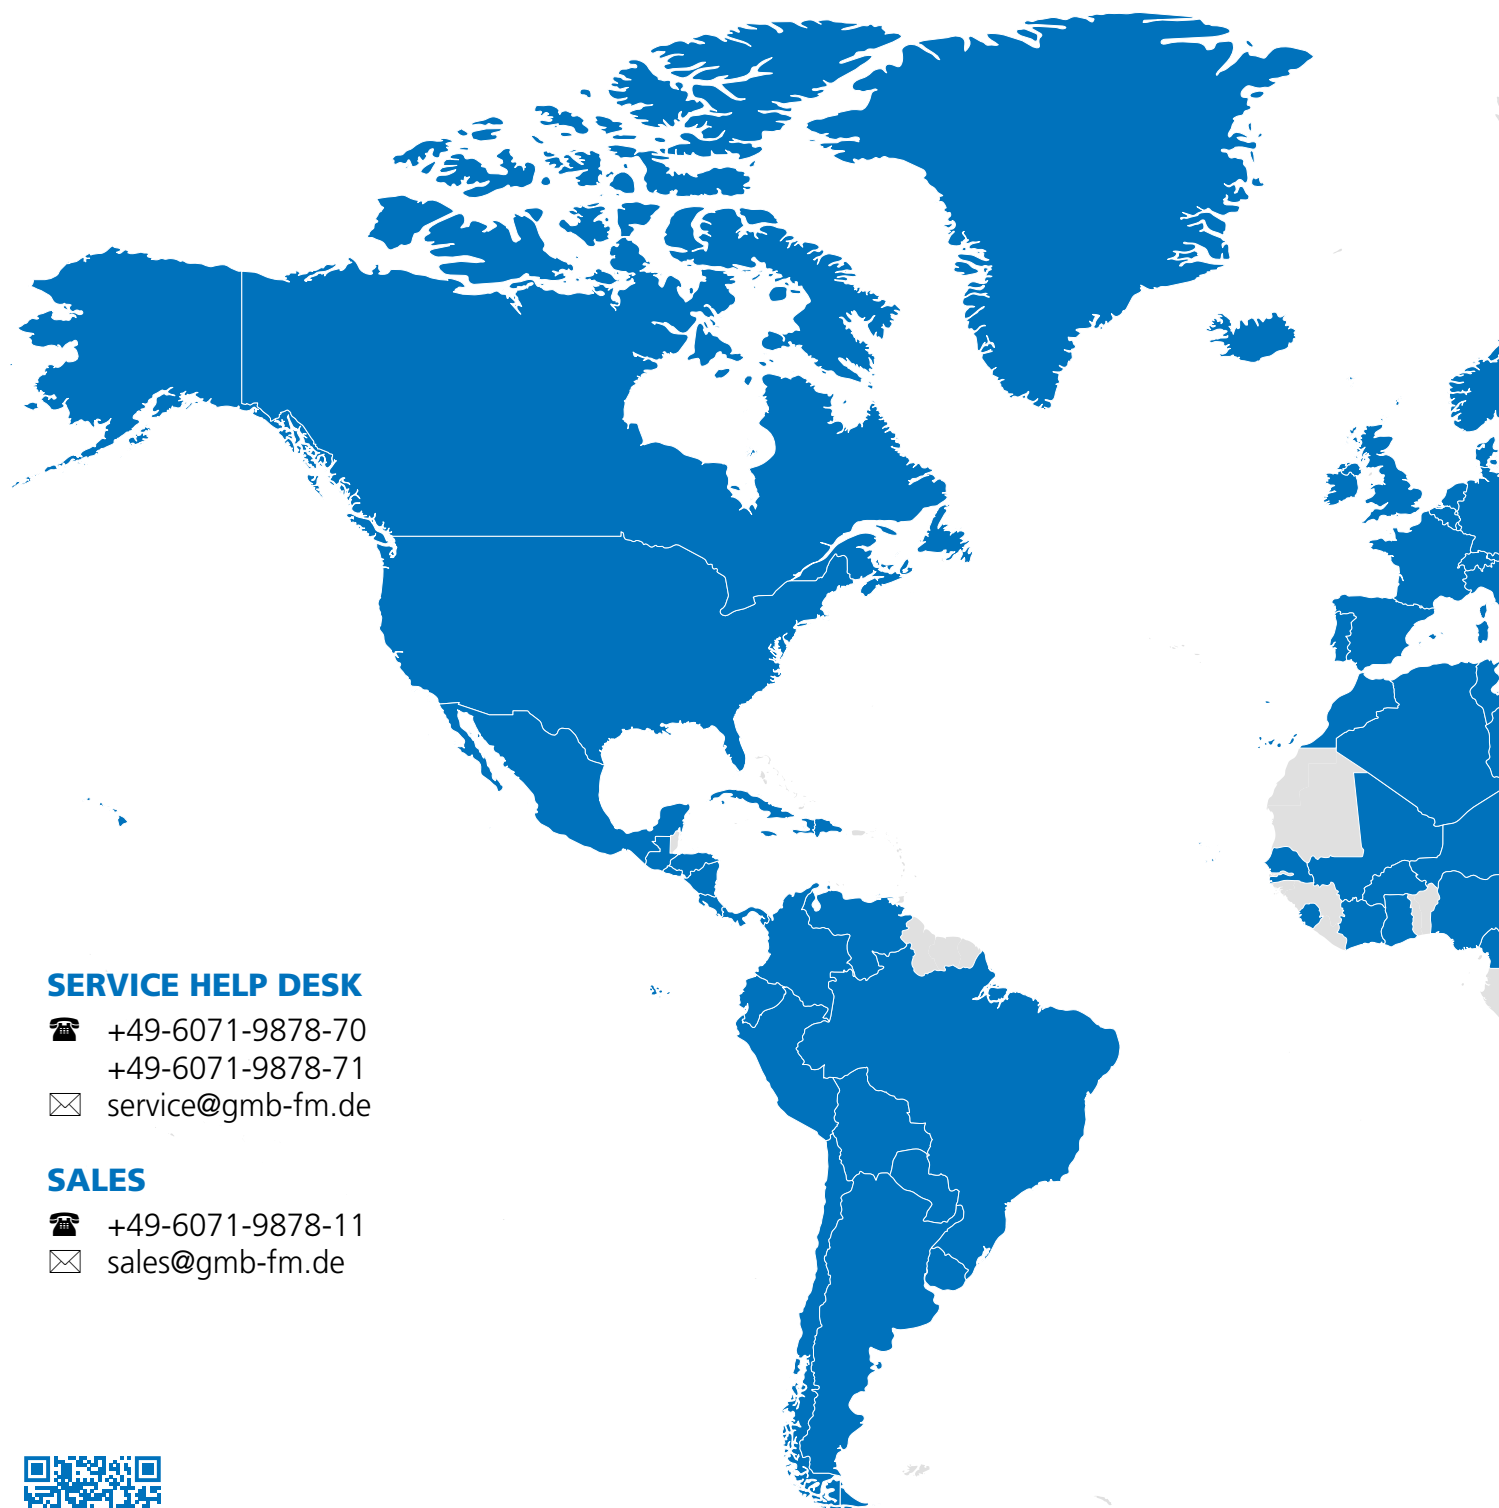 SERVICE HELP DESK
☎ +49-6071-9878-70
+49-6071-9878-71
✉ service@gmb-fm.de
SALES
☎ +49-6071-9878-11
✉ sales@gmb-fm.de